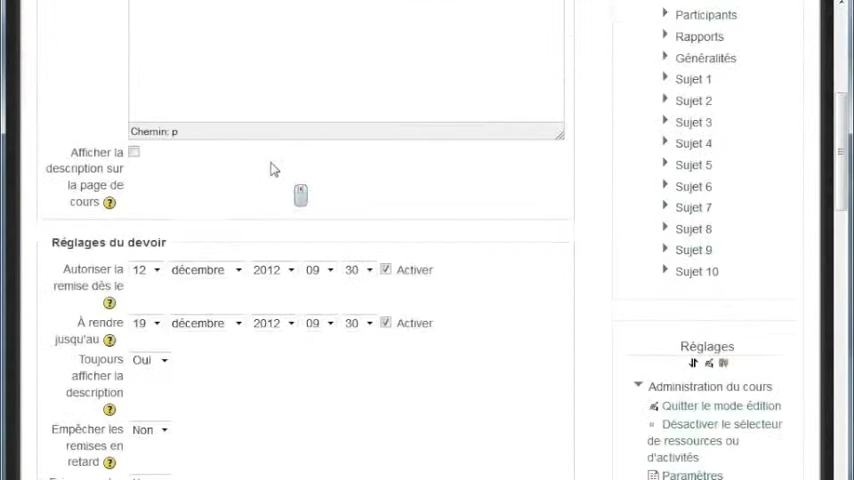 Chemin: p
Afficher la
description sur
la page de
cours
Réglages du devoir
Autoriser la
remise dès le
12 décembre 2012 09 30 Activer
À rendre
jusqu'au
19 décembre 2012 09 30 Activer
Toujours
afficher la
description
Oui
Empêcher les
remises en
retard
Non
Participants
Rapports
Généralités
Sujet 1
Sujet 2
Sujet 3
Sujet 4
Sujet 5
Sujet 6
Sujet 7
Sujet 8
Sujet 9
Sujet 10
Réglages
Administration du cours
Quitter le mode édition
Désactiver le sélecteur
de ressources ou
d'activités
Paramètres